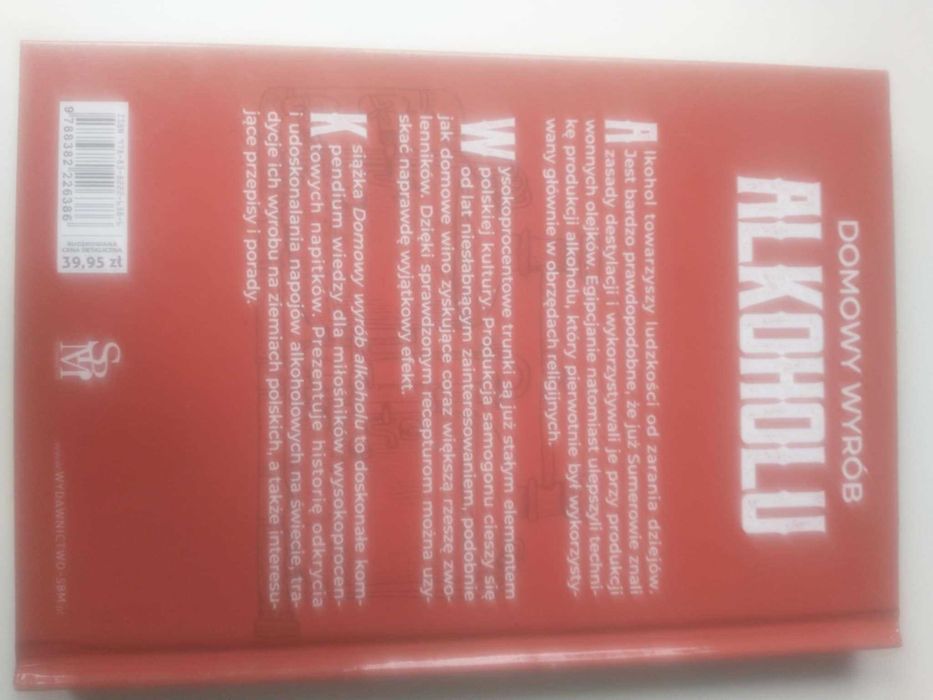 DOMOWY WYRÓB
ALKOHOLU
Alkohol towarzyszy ludzkości od zarania dziejów.
Jest bardzo prawdopodobne, że już Sumerowie znali
zasady destylacji i wykorzystywali je przy produkcji
wonnych olejków. Egipcjanie natomiast ulepszyli techni-
kę produkcji alkoholu, który pierwotnie był wykorzysty-
wany głównie w obrzędach religijnych.
Wysokoprocentowe trunki są już stałym elementem
polskiej kultury. Produkcja samogonu cieszy się
od lat niesłabnącym zainteresowaniem, podobnie
jak domowe wino zyskujące coraz większą rzeszę zwo-
lenników. Dzięki sprawdzonym recepturom można uzy-
skać naprawdę wyjątkowy efekt.
Książka Domowy wyrób alkoholu to doskonałe kom-
pendium wiedzy dla miłośników wysokoprocen-
towych napitków. Prezentuje historię odkrycia
i udoskonalania napojów alkoholowych na świecie, tra-
dycje ich wyrobu na ziemiach polskich, a także interesu-
jące przepisy i porady.
ISBN 978-83-8222-638-6
9788382226386
SUGEROWANA
CENA DETALICZNA
39,95 zł
SBM
www.WYDAWNICTWO-SBM.pl